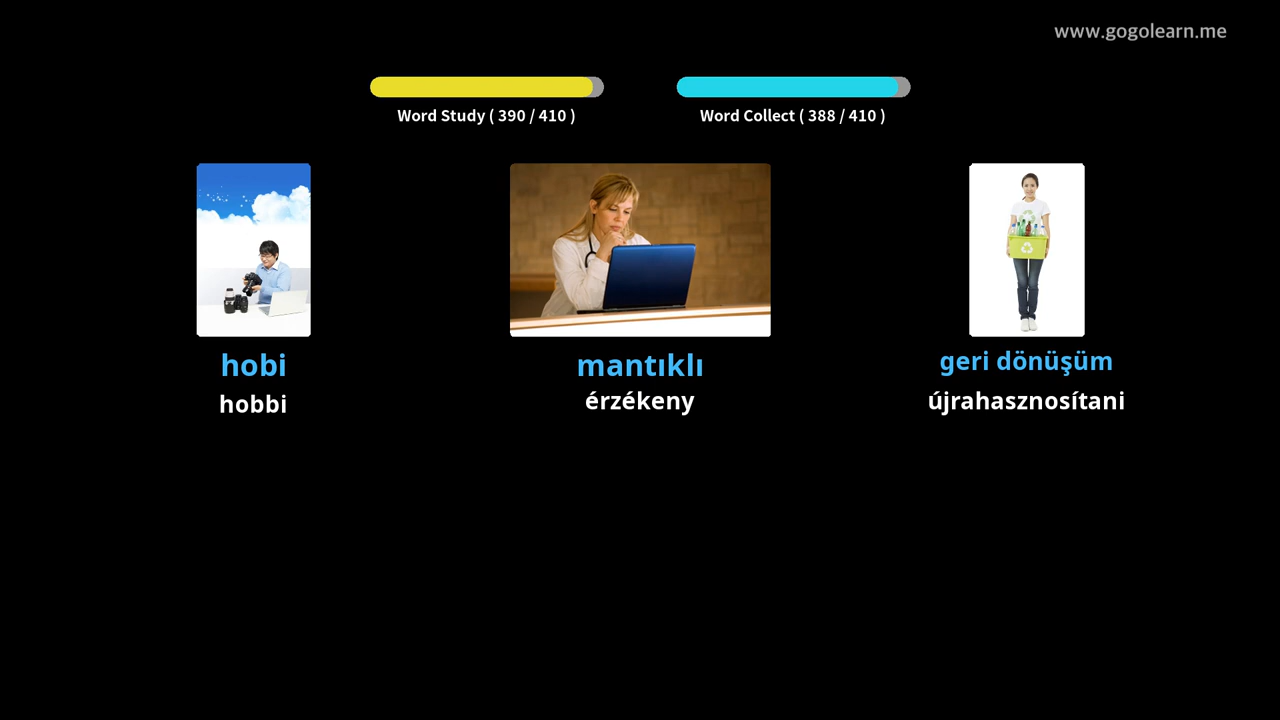 www.gogolearn.me
Word Study ( 390 / 410 )
Word Collect ( 388 / 410 )
hobi
hobbi
mantıklı
érzékeny
geri dönüşüm
újrahasznosítani